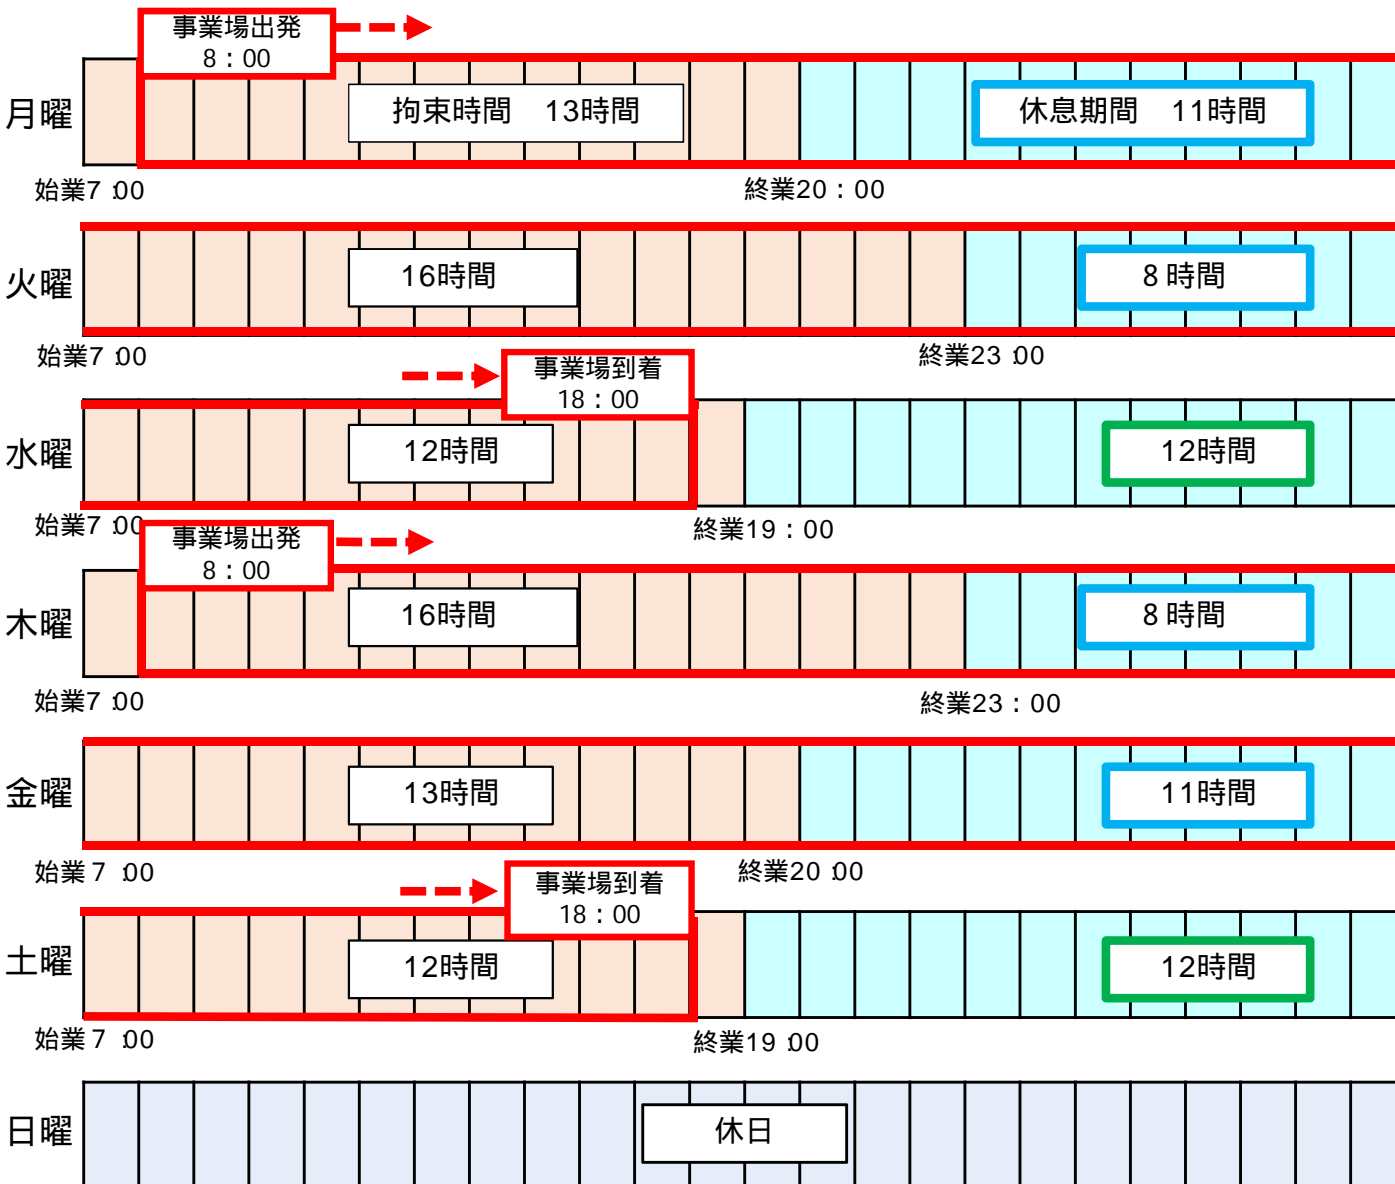 事業場出発
8：00
月曜
拘束時間　13時間
休息期間　11時間
始業7:00
終業20：00
火曜
16時間
8時間
始業7:00
終業23:00
事業場到着
18：00
水曜
12時間
12時間
始業7:00
終業19：00
事業場出発
8：00
木曜
16時間
8時間
始業7:00
終業23：00
金曜
13時間
11時間
始業7:00
終業20:00
事業場到着
18：00
土曜
12時間
12時間
始業7:00
終業19:00
日曜
休日